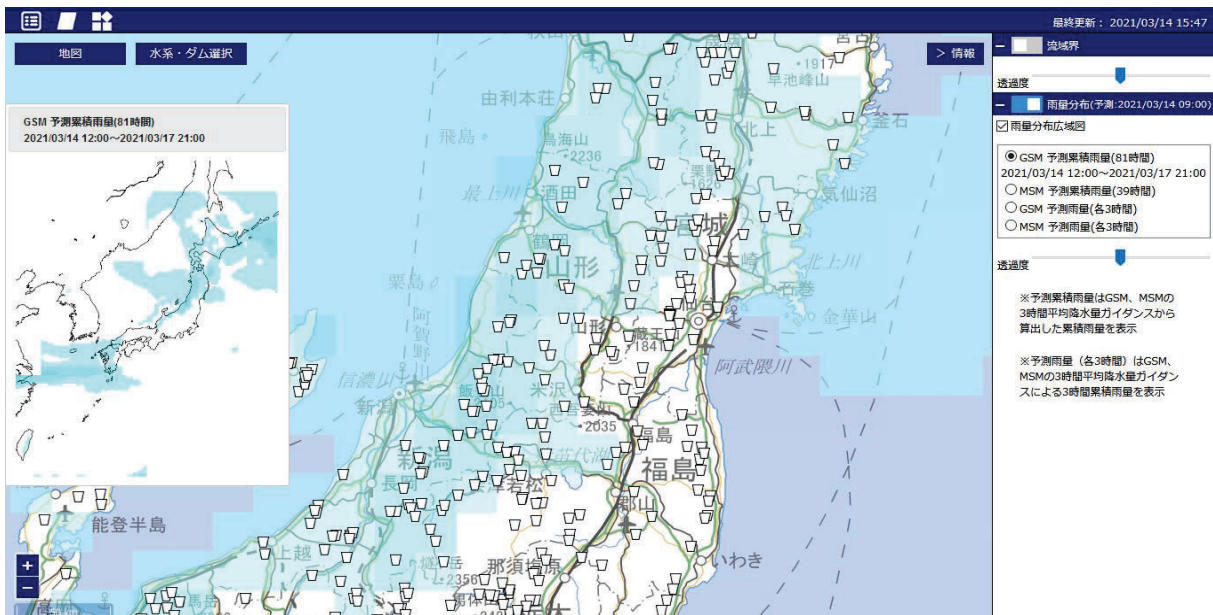 最終更新： 2021/03/14 15:47
地図
水系・ダム選択
> 情報
GSM 予測累積雨量(81時間)
2021/03/14 12:00～2021/03/17 21:00
流域界
透過度
雨量分布(予測:2021/03/14 09:00)
雨量分布広域図
GSM 予測累積雨量(81時間)
2021/03/14 12:00～2021/03/17 21:00
MSM 予測累積雨量(39時間)
GSM 予測雨量(各3時間)
MSM 予測雨量(各3時間)
透過度
※予測累積雨量はGSM、MSMの
3時間平均降水量ガイダンスから
算出した累積雨量を表示
※予測雨量（各3時間）はGSM、
MSMの3時間平均降水量ガイダン
スによる3時間累積雨量を表示
宮古
・1917
早池峰山
由利本荘
釜石
北上
飛島
鳥海山
・2236
最上川
酒田
気仙沼
宮城
鶴岡
山形
大崎
北上川
石巻
粟島
仙台
金華山
山形
蔵王
1841
阿賀野川
阿武隈川
信濃川
新潟
米沢
・2035
福島
福島
新潟
長岡
会津若松
郡山
能登半島
上越
那須塩原
いわき
・2356
+
−